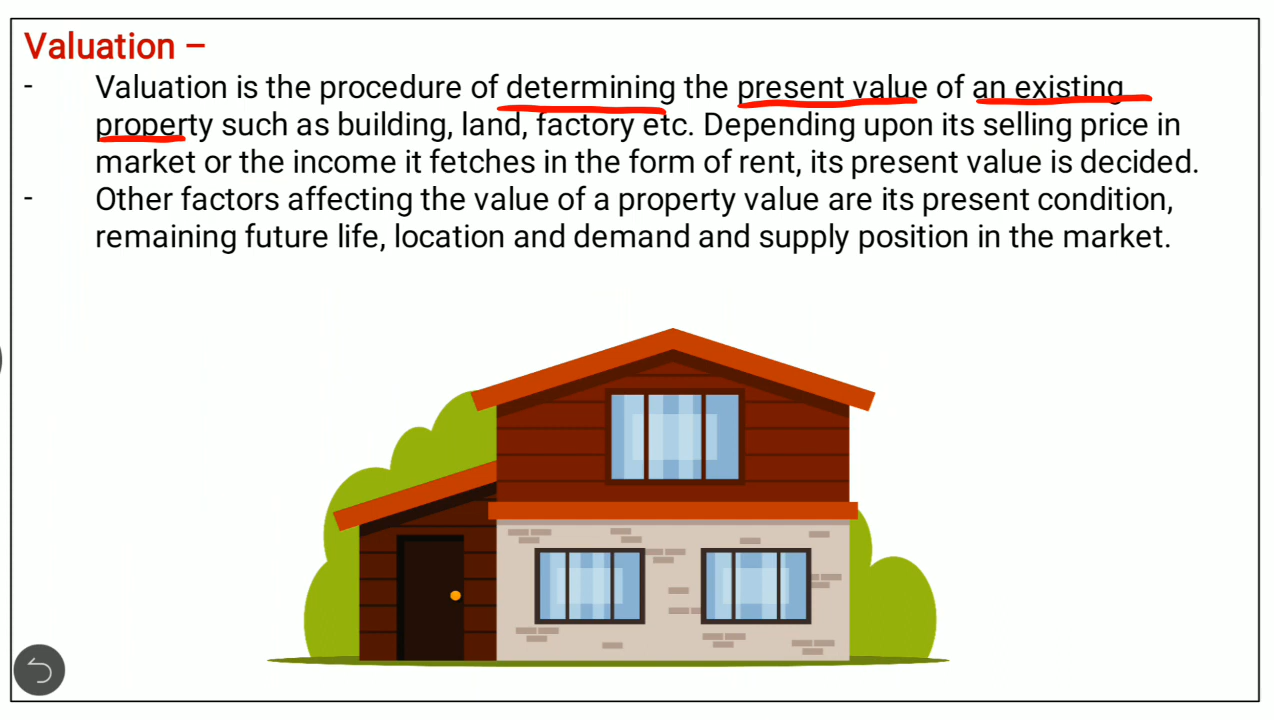 Valuation –
- Valuation is the procedure of determining the present value of an existing
property such as building, land, factory etc. Depending upon its selling price in
market or the income it fetches in the form of rent, its present value is decided.
- Other factors affecting the value of a property value are its present condition,
remaining future life, location and demand and supply position in the market.